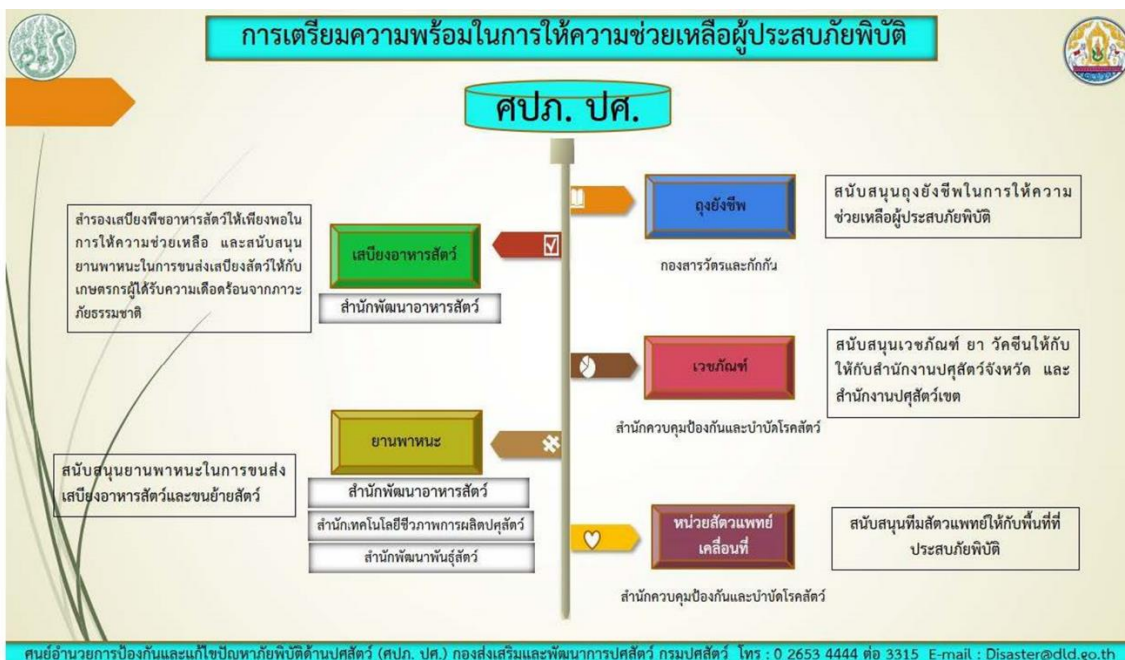 การเตรียมความพร้อมในการให้ความช่วยเหลือผู้ประสบภัยพิบัติ
ศปภ. ปศ.
ถุงยังชีพ
กองสารวัตรและกักกัน
สนับสนุนถุงยังชีพในการให้ความ
ช่วยเหลือผู้ประสบภัยพิบัติ
สำรองเสบียงพืชอาหารสัตว์ให้เพียงพอใน
การให้ความช่วยเหลือ และสนับสนุน
ยานพาหนะในการขนส่งเสบียงสัตว์ให้กับ
เกษตรกรผู้ได้รับความเดือดร้อนจากภาวะ
ภัยธรรมชาติ
เสบียงอาหารสัตว์
สำนักพัฒนาอาหารสัตว์
เวชภัณฑ์
สำนักควบคุมป้องกันและบำบัดโรคสัตว์
สนับสนุนเวชภัณฑ์ ยา วัคซีนให้กับ
ให้กับสำนักงานปศุสัตว์จังหวัด และ
สำนักงานปศุสัตว์เขต
สนับสนุนยานพาหนะในการขนส่ง
เสบียงอาหารสัตว์และขนย้ายสัตว์
ยานพาหนะ
สำนักพัฒนาอาหารสัตว์
สำนักเทคโนโลยีชีวภาพการผลิตปศุสัตว์
สำนักพัฒนาพันธุ์สัตว์
หน่วยสัตวแพทย์
เคลื่อนที่
สำนักควบคุมป้องกันและบำบัดโรคสัตว์
สนับสนุนทีมสัตวแพทย์ให้กับพื้นที่ที่
ประสบภัยพิบัติ
ศูนย์อำนวยการป้องกันและแก้ไขปัญหาภัยพิบัติด้านปศุสัตว์ (ศปภ. ปศ.) กองส่งเสริมและพัฒนาการปศุสัตว์ กรมปศุสัตว์ โทร : 0 2653 4444 ต่อ 3315 E-mail : Disaster@dld.go.th